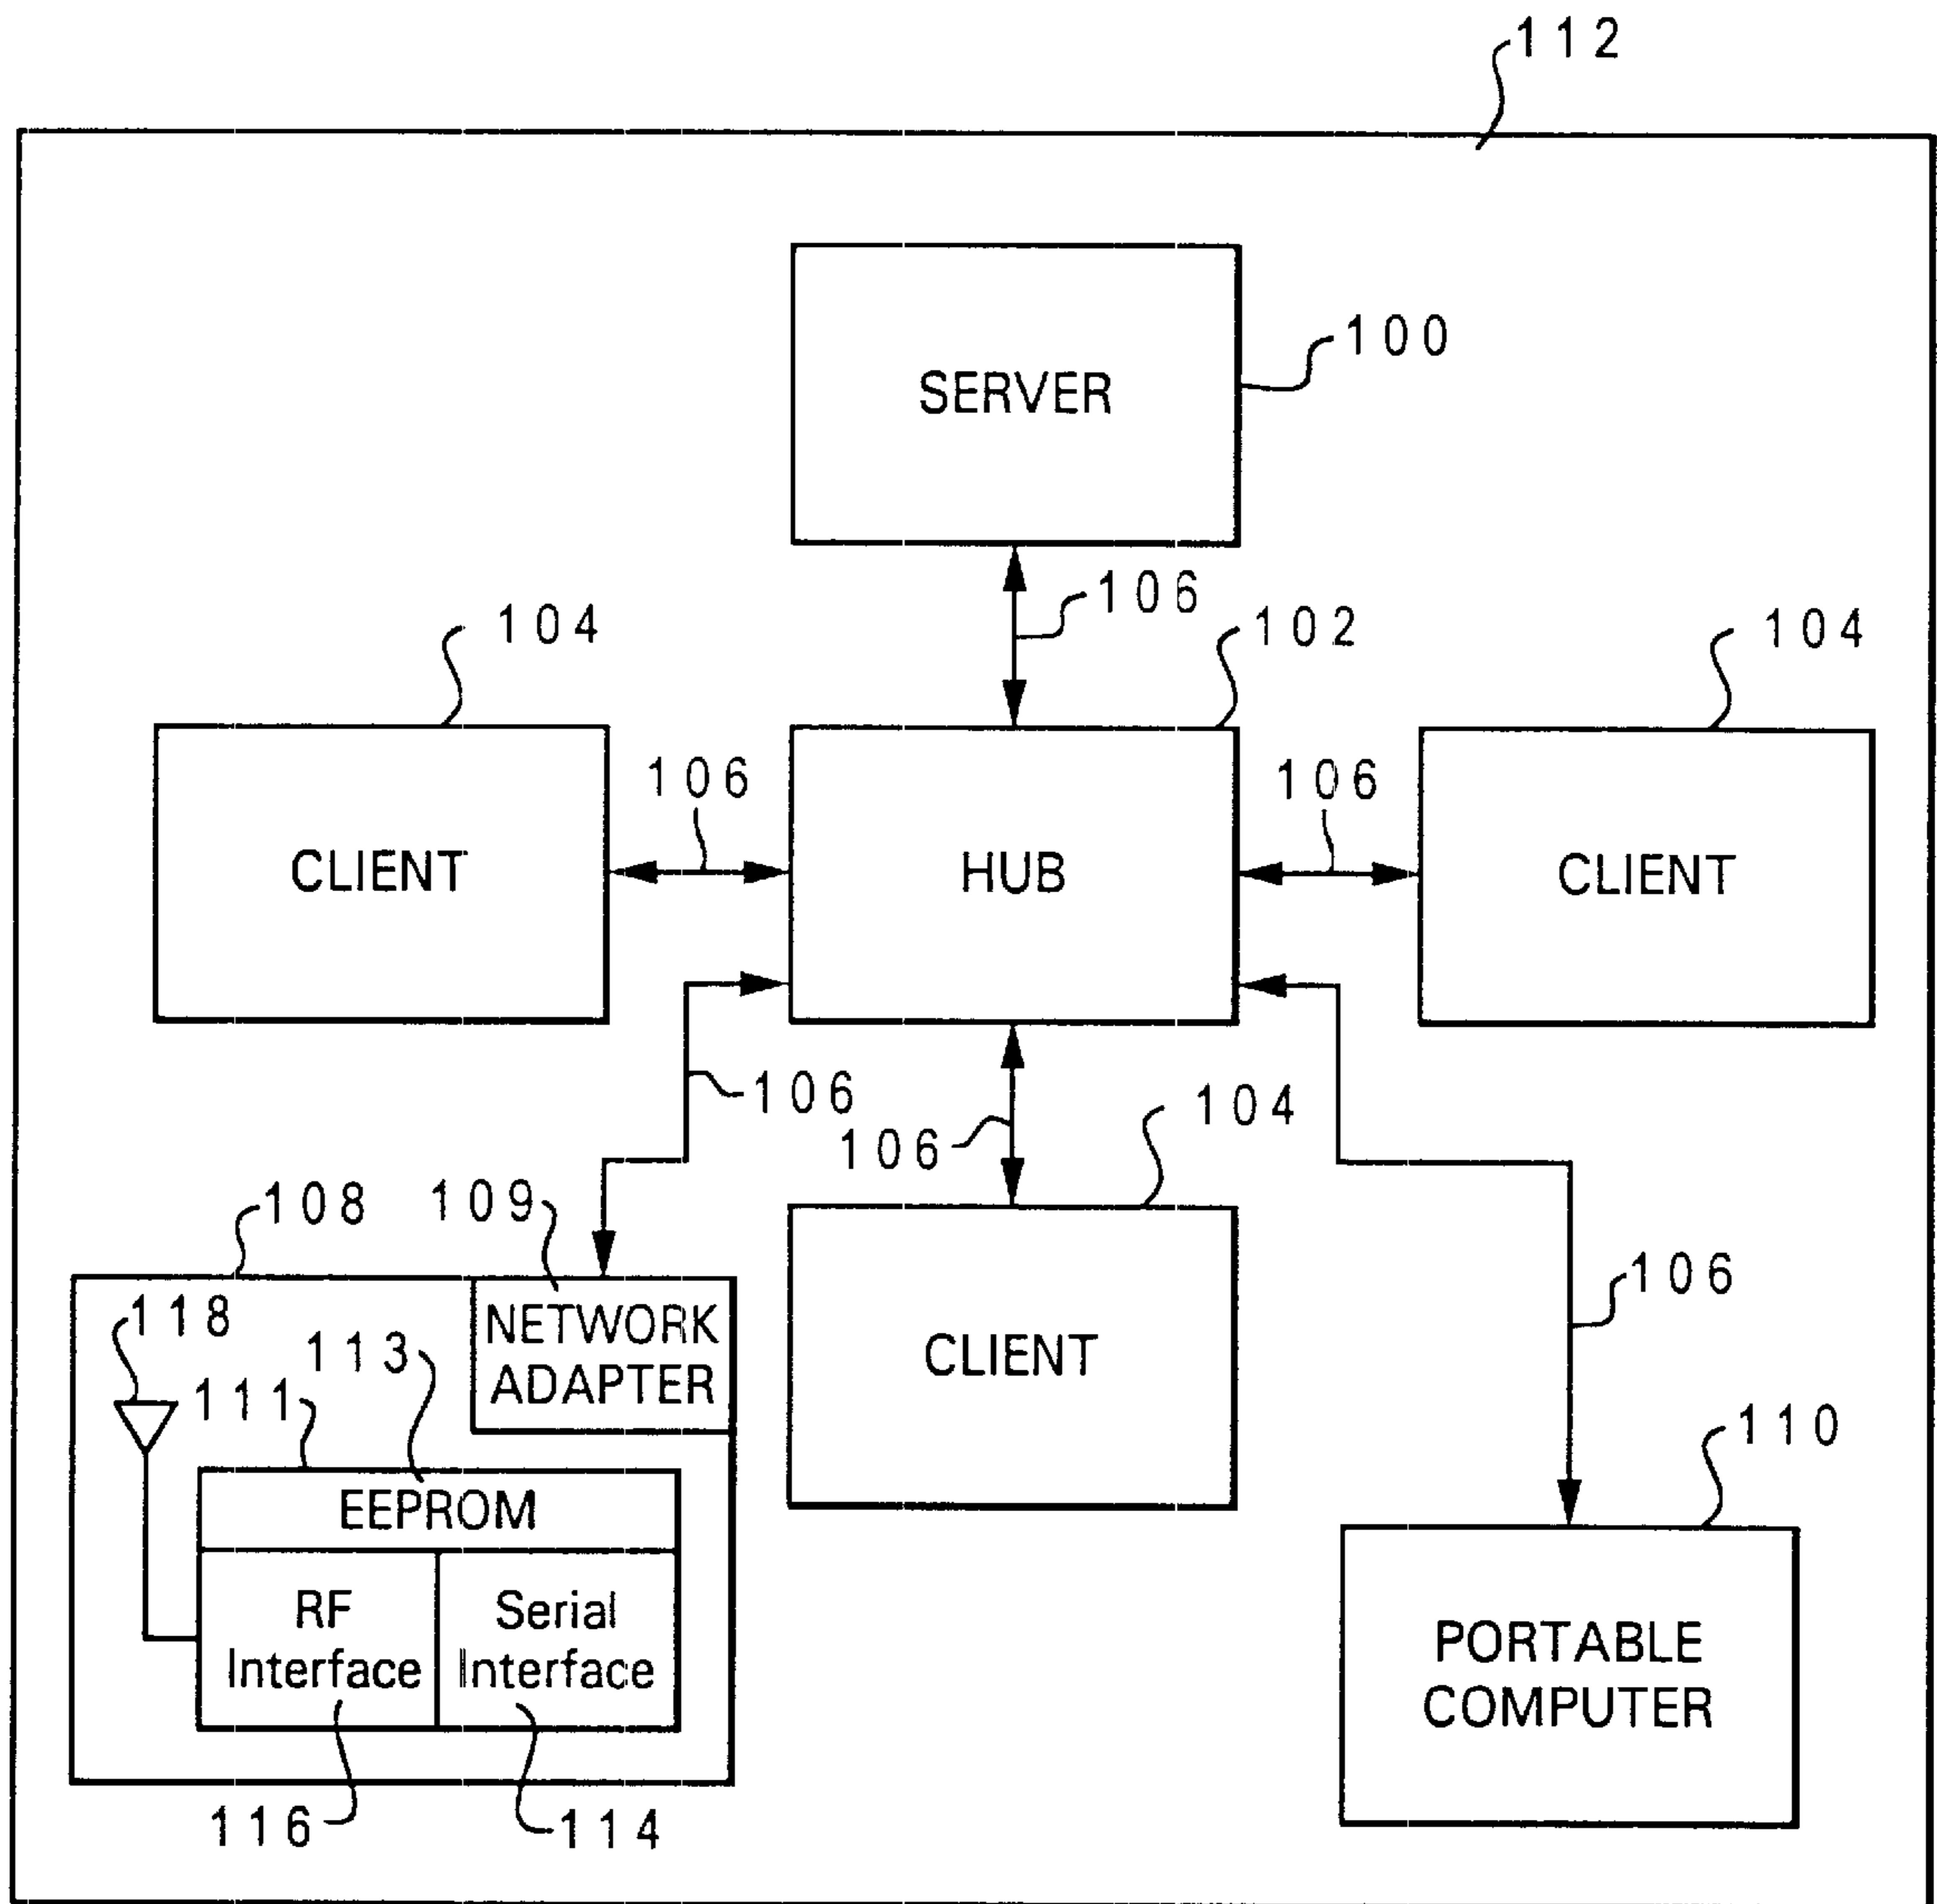 112
SERVER
100
106
102
104
104
CLIENT
106
HUB
106
CLIENT
106
106
104
108
109
NETWORK
ADAPTER
118
113
111
EEPROM
RF
Interface
Serial
Interface
116
114
CLIENT
106
110
PORTABLE
COMPUTER